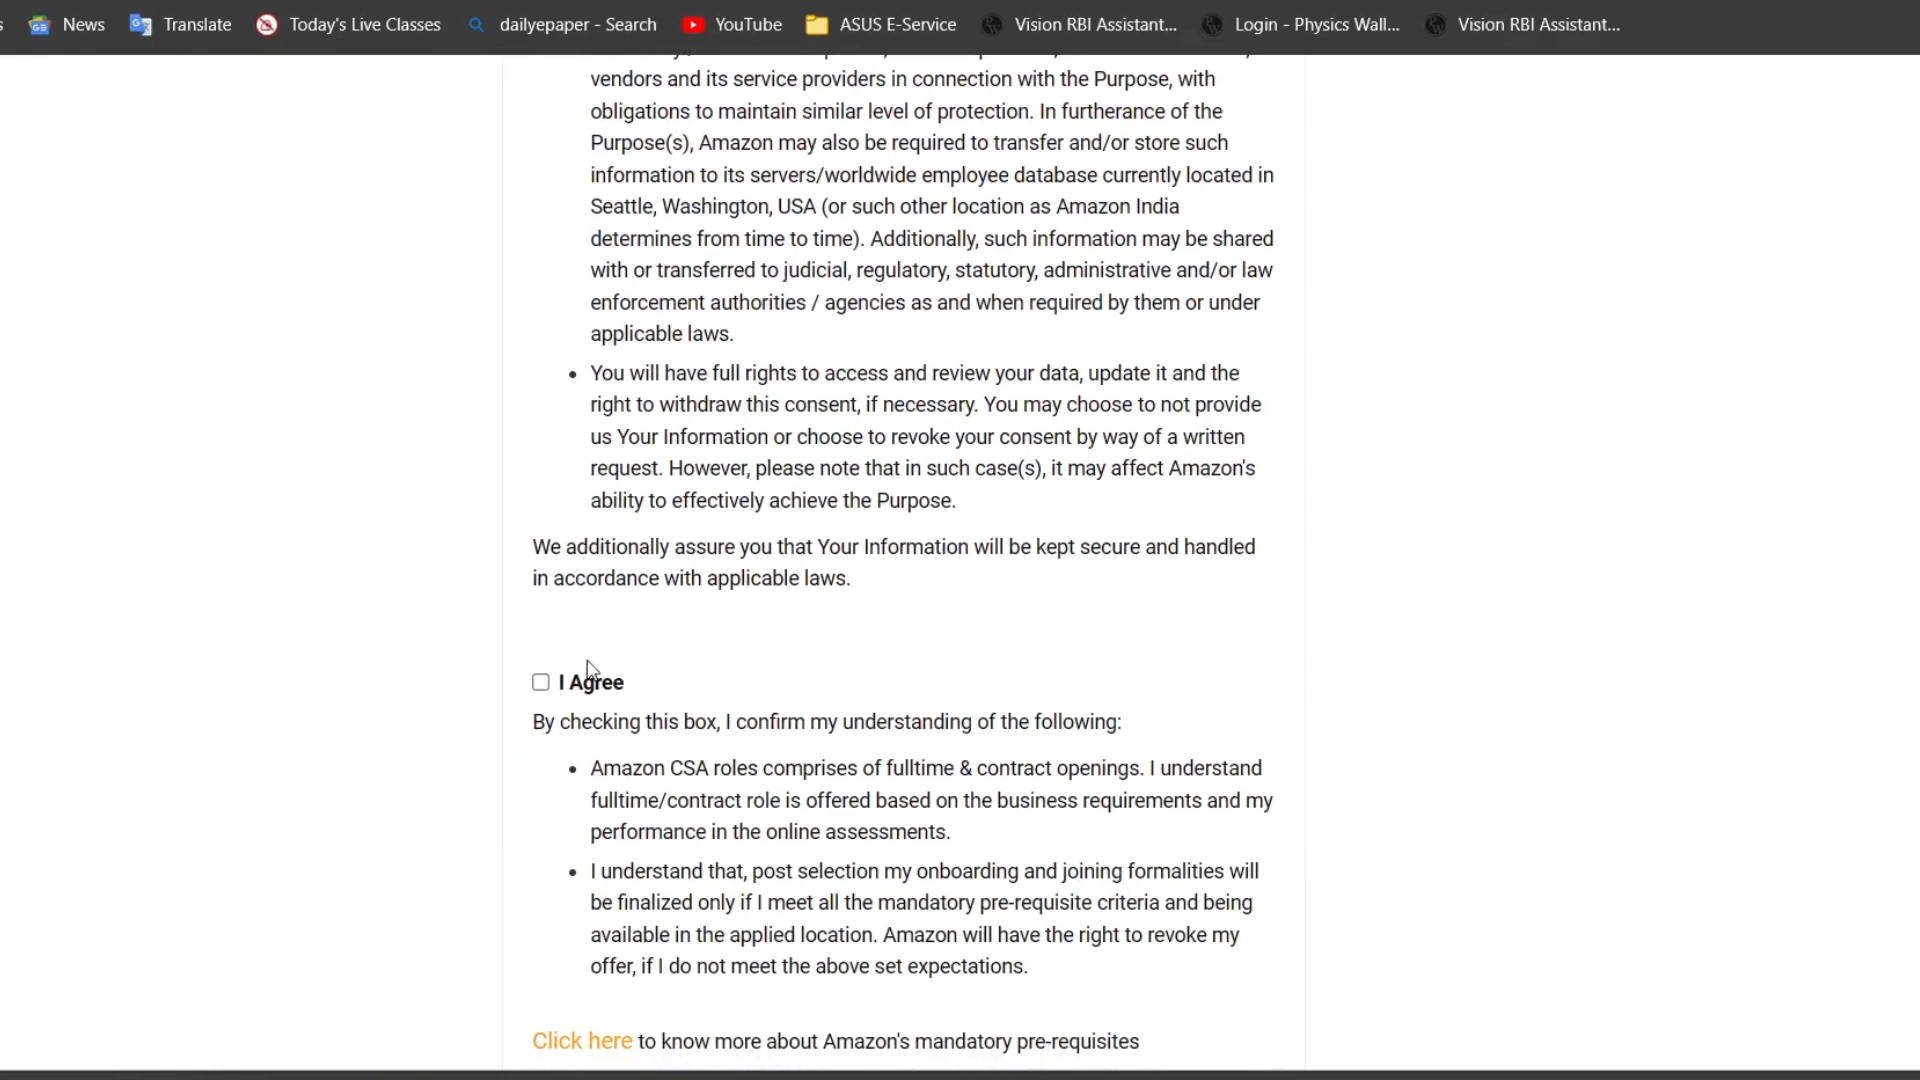 s News Translate Today's Live Classes dailyepaper - Search YouTube ASUS E-Service Vision RBI Assistant... Login - Physics Wall... Vision RBI Assistant...
vendors and its service providers in connection with the Purpose, with
obligations to maintain similar level of protection. In furtherance of the
Purpose(s), Amazon may also be required to transfer and/or store such
information to its servers/worldwide employee database currently located in
Seattle, Washington, USA (or such other location as Amazon India
determines from time to time). Additionally, such information may be shared
with or transferred to judicial, regulatory, statutory, administrative and/or law
enforcement authorities / agencies as and when required by them or under
applicable laws.
• You will have full rights to access and review your data, update it and the
right to withdraw this consent, if necessary. You may choose to not provide
us Your Information or choose to revoke your consent by way of a written
request. However, please note that in such case(s), it may affect Amazon's
ability to effectively achieve the Purpose.
We additionally assure you that Your Information will be kept secure and handled
in accordance with applicable laws.
I Agree
By checking this box, I confirm my understanding of the following:
• Amazon CSA roles comprises of fulltime & contract openings. I understand
fulltime/contract role is offered based on the business requirements and my
performance in the online assessments.
• I understand that, post selection my onboarding and joining formalities will
be finalized only if I meet all the mandatory pre-requisite criteria and being
available in the applied location. Amazon will have the right to revoke my
offer, if I do not meet the above set expectations.
Click here to know more about Amazon's mandatory pre-requisites